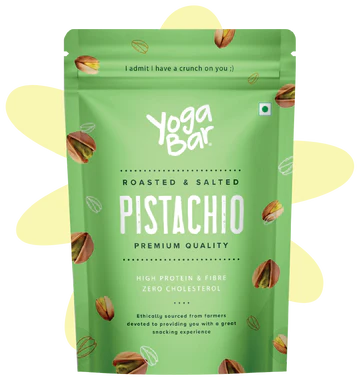 I admit I have a crunch on you ;)
Yoga
Bar
ROASTED & SALTED
PISTACHIO
PREMIUM QUALITY
HIGH PROTEIN & FIBRE
ZERO CHOLESTEROL
Ethically sourced from farmers
devoted to providing you with a great
snacking experience